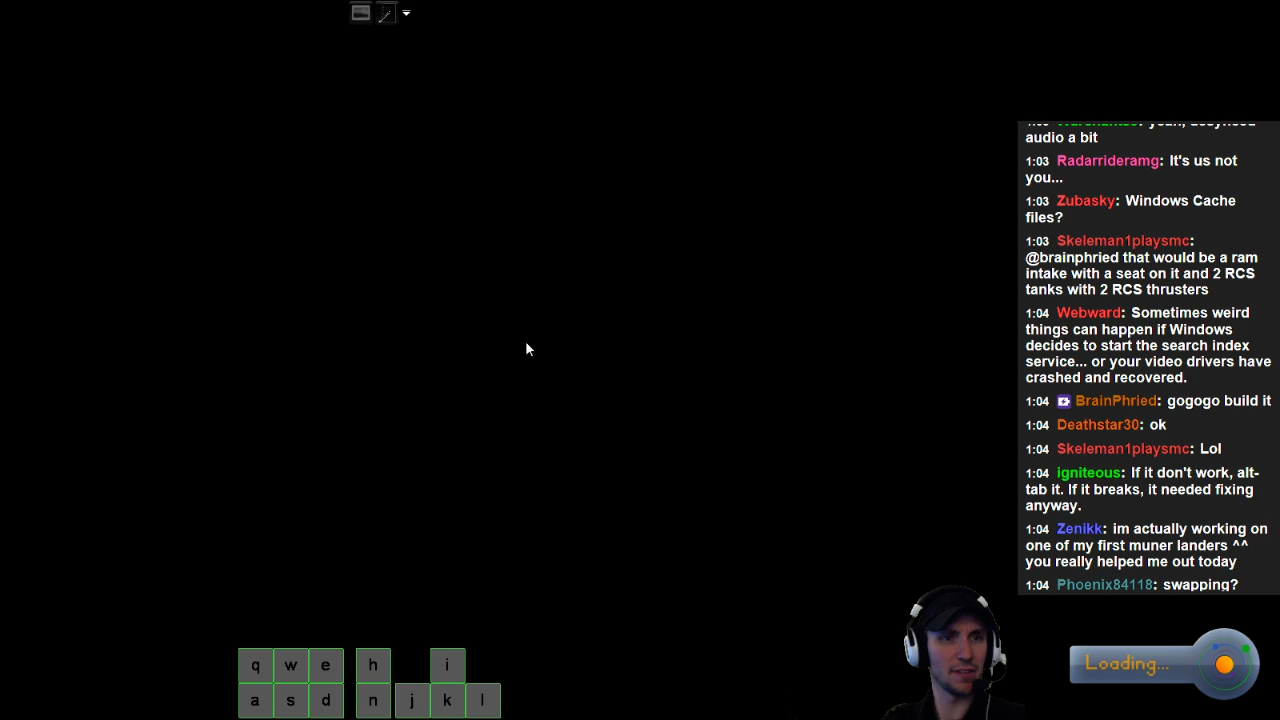 audio a bit
1:03 Radarrideramg: It's us not
you...
1:03 Zubasky: Windows Cache
files?
1:03 Skeleman1playsmc:
@brainphried that would be a ram
intake with a seat on it and 2 RCS
tanks with 2 RCS thrusters
1:04 Webward: Sometimes weird
things can happen if Windows
decides to start the search index
service... or your video drivers have
crashed and recovered.
1:04 BrainPhried: gogogo build it
1:04 Deathstar30: ok
1:04 Skeleman1playsmc: Lol
1:04 igniteous: If it don't work, alt-
tab it. If it breaks, it needed fixing
anyway.
1:04 Zenikk: im actually working on
one of my first muner landers ^^
you really helped me out today
1:04 Phoenix84118: swapping?
q w e h i
a s d n j k l
Loading...